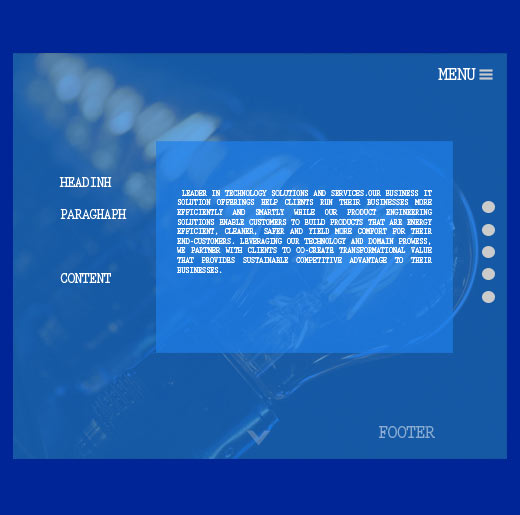 MENU
HEADINH
PARAGHAPH
CONTENT
LEADER IN TECHNOLOGY SOLUTIONS AND SERVICES.OUR BUSINESS IT
SOLUTION OFFERINGS HELP CLIENTS RUN THEIR BUSINESSES MORE
EFFICIENTLY AND SMARTLY WHILE OUR PRODUCT ENGINEERING
SOLUTIONS ENABLE CUSTOMERS TO BUILD PRODUCTS THAT ARE ENERGY
EFFICIENT, CLEANER, SAFER AND YIELD MORE COMFORT FOR THEIR
END-CUSTOMERS. LEVERAGING OUR TECHNOLOGY AND DOMAIN PROWESS,
WE PARTNER WITH CLIENTS TO CO-CREATE TRANSFORMATIONAL VALUE
THAT PROVIDES SUSTAINABLE COMPETITIVE ADVANTAGE TO THEIR
BUSINESSES.
FOOTER